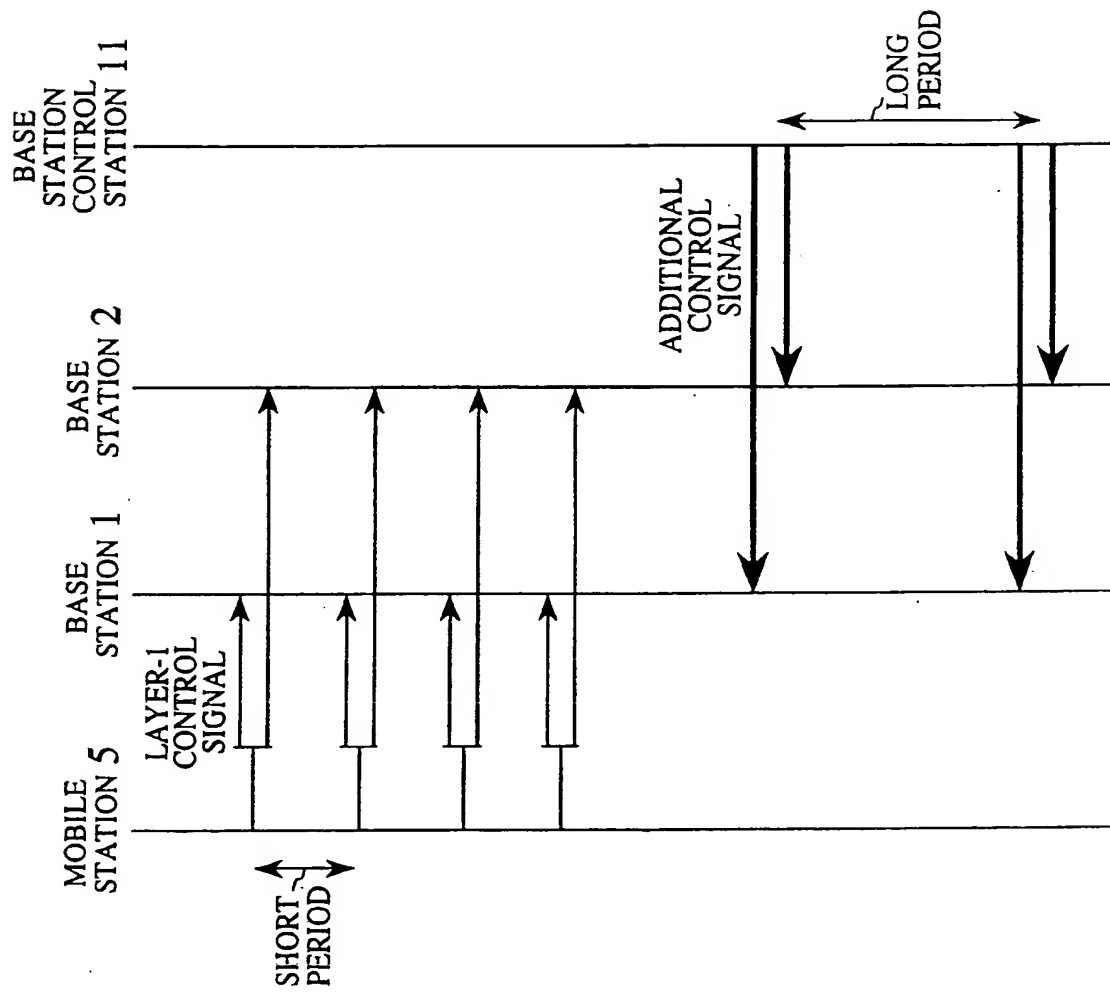 MOBILE
STATION 5
BASE
STATION 1
BASE
STATION 2
BASE
STATION
CONTROL
STATION 11
LAYER-1
CONTROL
SIGNAL
SHORT
PERIOD
ADDITIONAL
CONTROL
SIGNAL
LONG
PERIOD